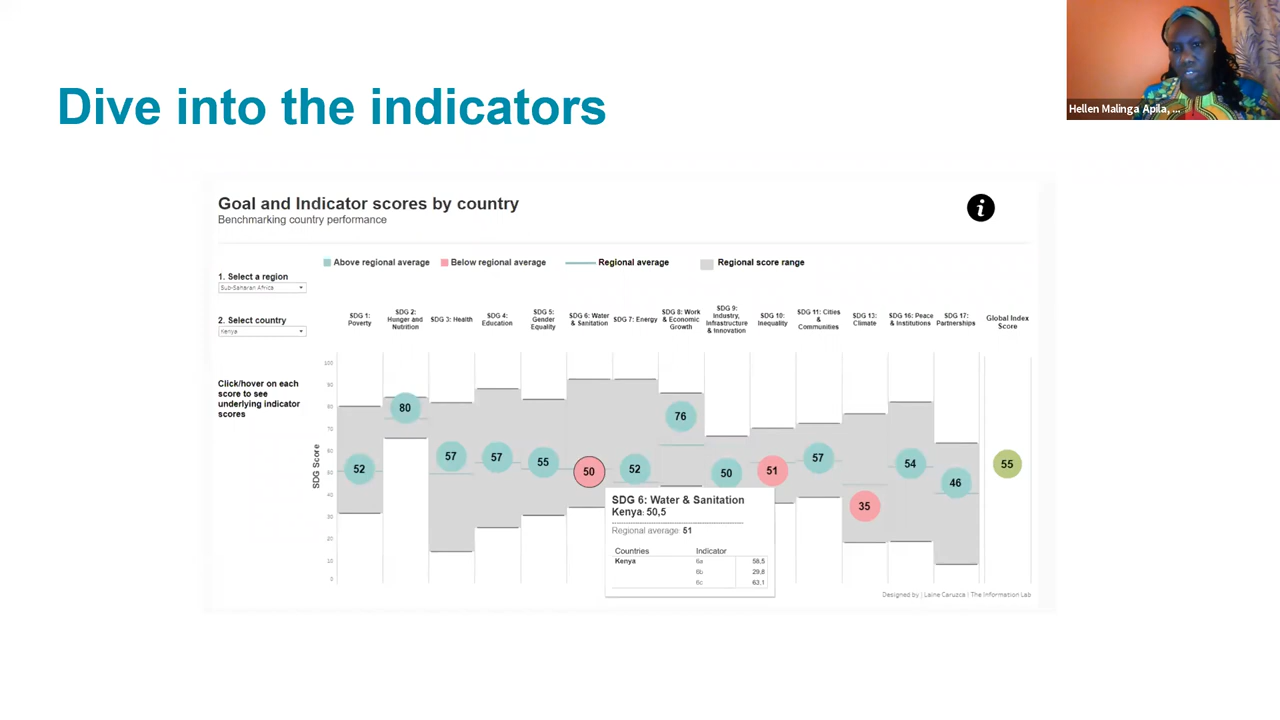 Dive into the indicators
Hellen Malinga Apila, ...
Goal and Indicator scores by country
Benchmarking country performance
i
Above regional average
Below regional average
Regional average
Regional score range
1. Select a region
Sub-Saharan Africa
2. Select country
Kenya
Click/hover on each
score to see
underlying indicator
scores
SDG 1:
Poverty
SDG 2:
Hunger and
Nutrition
SDG 3: Health
SDG 4:
Education
SDG 5:
Gender
Equality
SDG 6: Water
& Sanitation
SDG 7: Energy
SDG 8: Work
& Economic
Growth
SDG 9:
Industry,
Infrastructure
& Innovation
SDG 10:
Inequality
SDG 11: Cities
&
Communities
SDG 13:
Climate
SDG 16: Peace
& Institutions
SDG 17:
Partnerships
Global Index
Score
SDG Score
100
90
80
70
60
50
40
30
20
10
0
52
80
57
57
55
50
52
76
50
51
57
35
54
46
55
SDG 6: Water & Sanitation
Kenya: 50,5
Regional average 51
Countries Indicator
Kenya 6a 58,5
6b 29,8
6c 63,1
Designed by | Laine Caruzca | The Information Lab